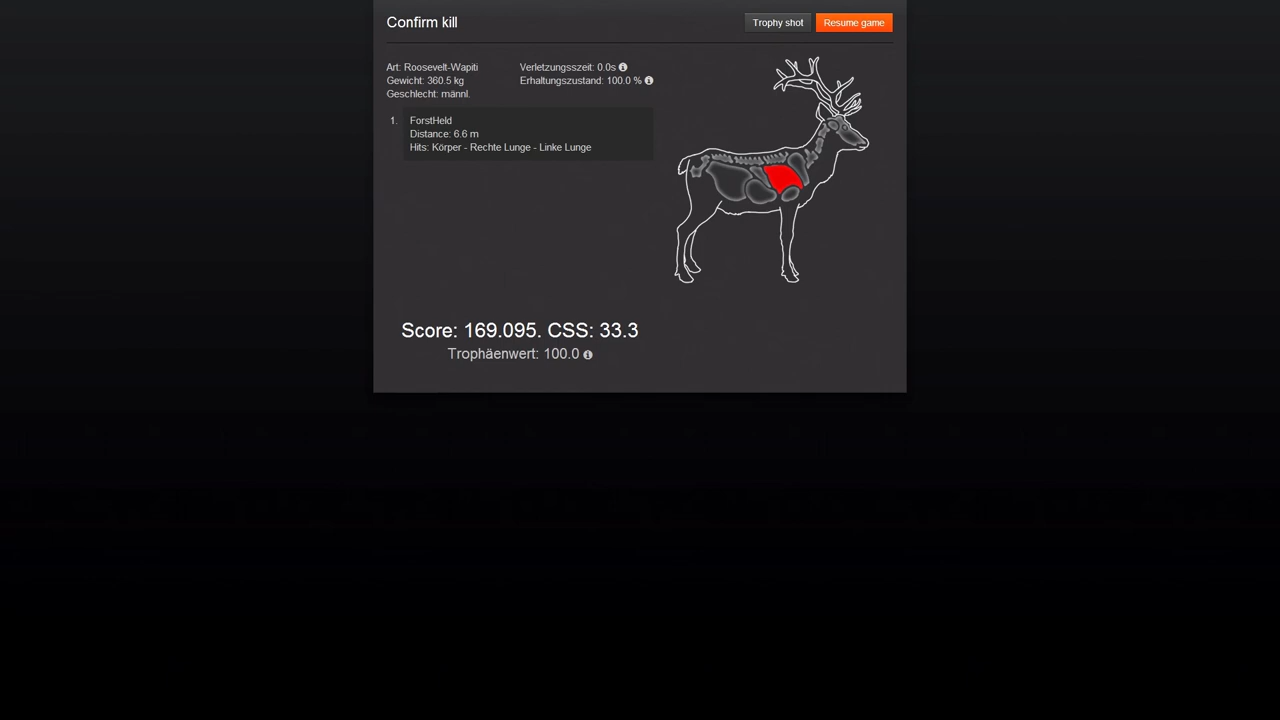 Confirm kill
Trophy shot
Resume game
Art: Roosevelt-Wapiti
Gewicht: 360.5 kg
Geschlecht: männl.
Verletzungsszeit: 0.0s
Erhaltungszustand: 100.0 %
1.
ForstHeld
Distance: 6.6 m
Hits: Körper - Rechte Lunge - Linke Lunge
Score: 169.095. CSS: 33.3
Trophäenwert: 100.0